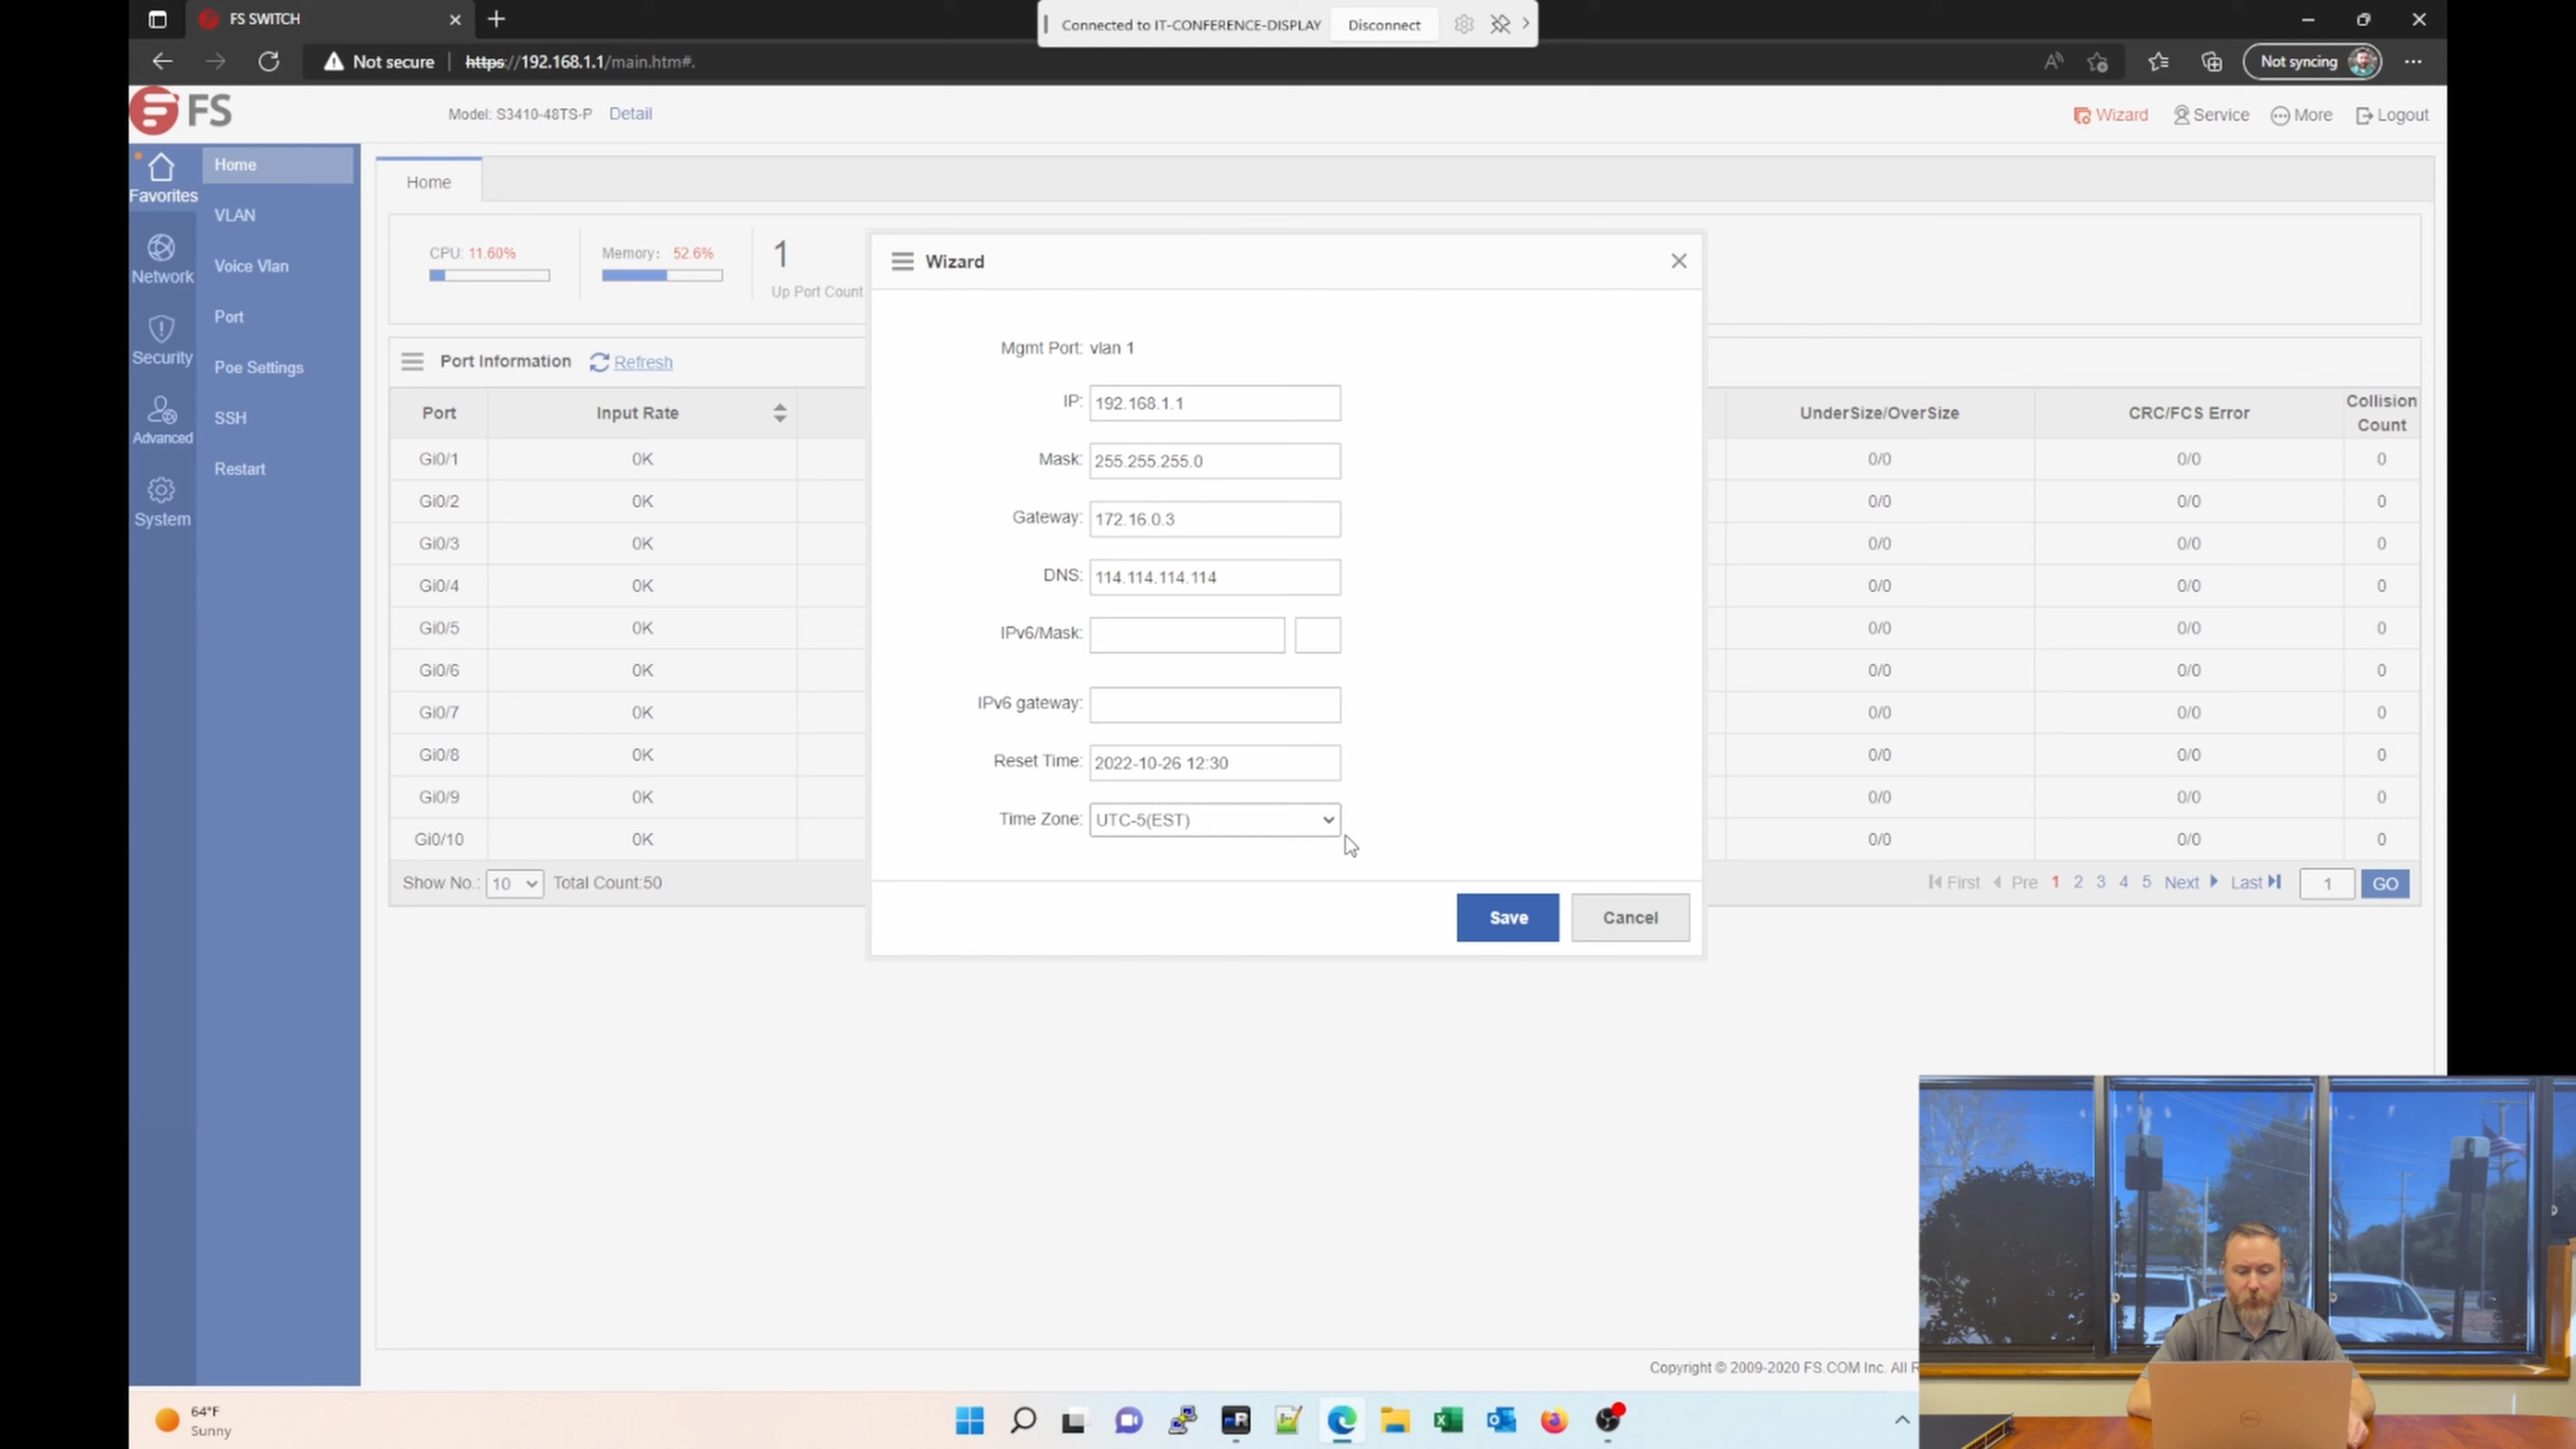 FS SWITCH
Connected to IT-CONFERENCE-DISPLAY Disconnect
Not secure https://192.168.1.1/main.htm#.
Not syncing
FS
Model: S3410-48TS-P Detail
Wizard Service More Logout
Favorites
Network
Security
Advanced
System
Home
VLAN
Voice Vlan
Port
Poe Settings
SSH
Restart
Home
CPU: 11.60%
Memory: 52.6%
1
Up Port Count
Port Information Refresh
Port Input Rate UnderSize/OverSize CRC/FCS Error Collision Count
Gi0/1 0K 0/0 0/0 0
Gi0/2 0K 0/0 0/0 0
Gi0/3 0K 0/0 0/0 0
Gi0/4 0K 0/0 0/0 0
Gi0/5 0K 0/0 0/0 0
Gi0/6 0K 0/0 0/0 0
Gi0/7 0K 0/0 0/0 0
Gi0/8 0K 0/0 0/0 0
Gi0/9 0K 0/0 0/0 0
Gi0/10 0K 0/0 0/0 0
Show No.: 10 Total Count:50
First Pre 1 2 3 4 5 Next Last 1 GO
Wizard
Mgmt Port: vlan 1
IP: 192.168.1.1
Mask: 255.255.255.0
Gateway: 172.16.0.3
DNS: 114.114.114.114
IPv6/Mask:
IPv6 gateway:
Reset Time: 2022-10-26 12:30
Time Zone: UTC-5(EST)
Save Cancel
Copyright © 2009-2020 FS.COM Inc. All R
64°F
Sunny